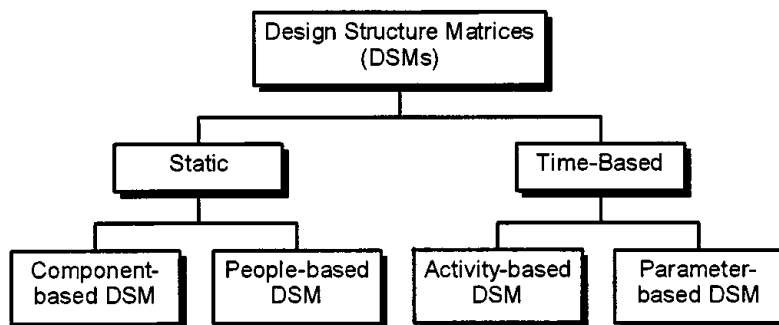 Design Structure Matrices
(DSMs)
Static
Time-Based
Component-
based DSM
People-based
DSM
Activity-based
DSM
Parameter-
based DSM